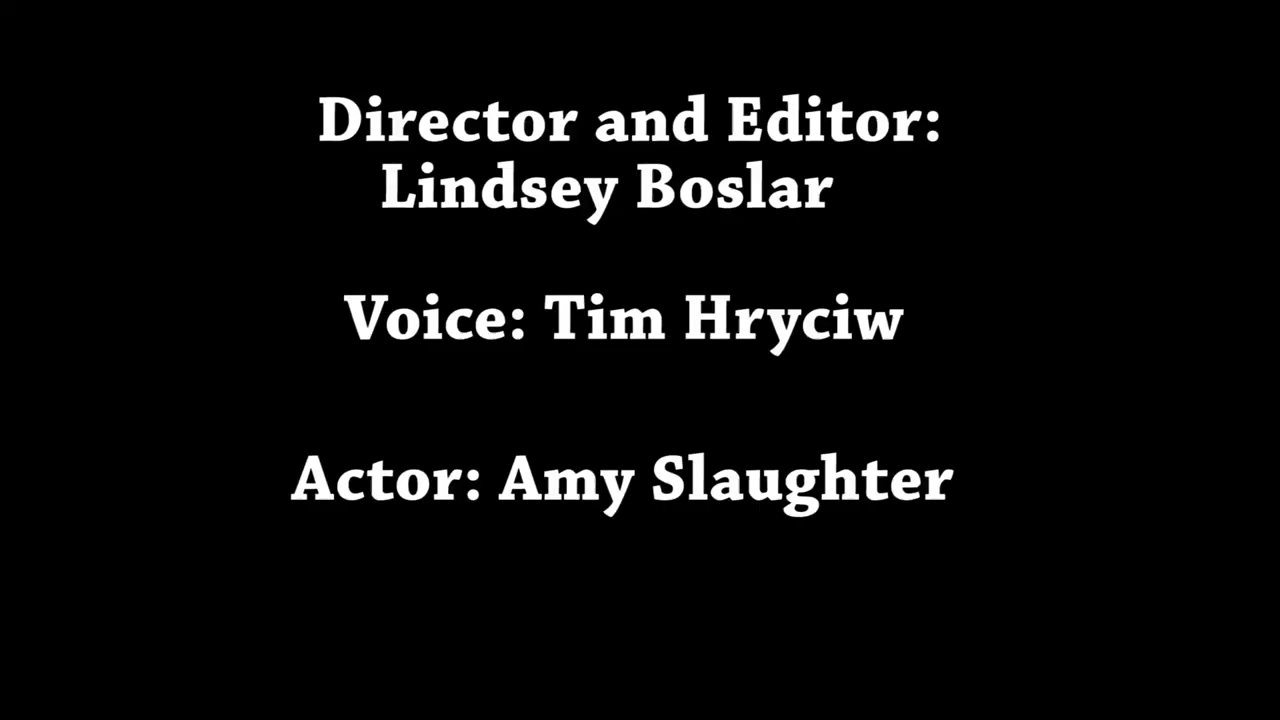 Director and Editor:
Lindsey Boslar
Voice: Tim Hryciw
Actor: Amy Slaughter